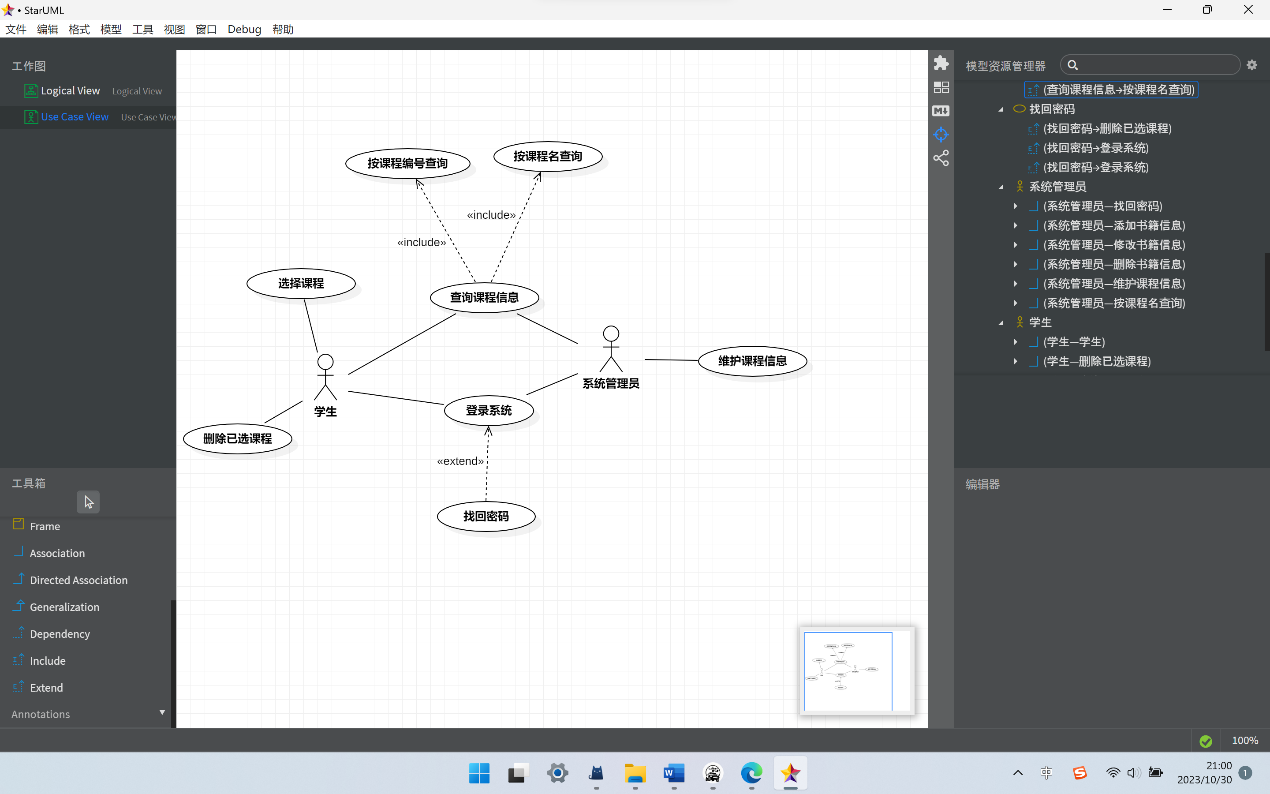 • StarUML
文件 编辑 格式 模型 工具 视图 窗口 Debug 帮助
工作图
Logical View Logical View
Use Case View Use Case View
工具箱
Frame
Association
Directed Association
Generalization
Dependency
Include
Extend
Annotations
按课程编号查询
按课程名查询
«include»
«include»
选择课程
查询课程信息
系统管理员
维护课程信息
学生
登录系统
删除已选课程
«extend»
找回密码
模型资源管理器
(查询课程信息→按课程名查询)
找回密码
(找回密码→删除已选课程)
(找回密码→登录系统)
(找回密码→登录系统)
系统管理员
(系统管理员—找回密码)
(系统管理员—添加书籍信息)
(系统管理员—修改书籍信息)
(系统管理员—删除书籍信息)
(系统管理员—维护课程信息)
(系统管理员—按课程名查询)
学生
(学生—学生)
(学生—删除已选课程)
编辑器
100%
中
21:00
2023/10/30
1